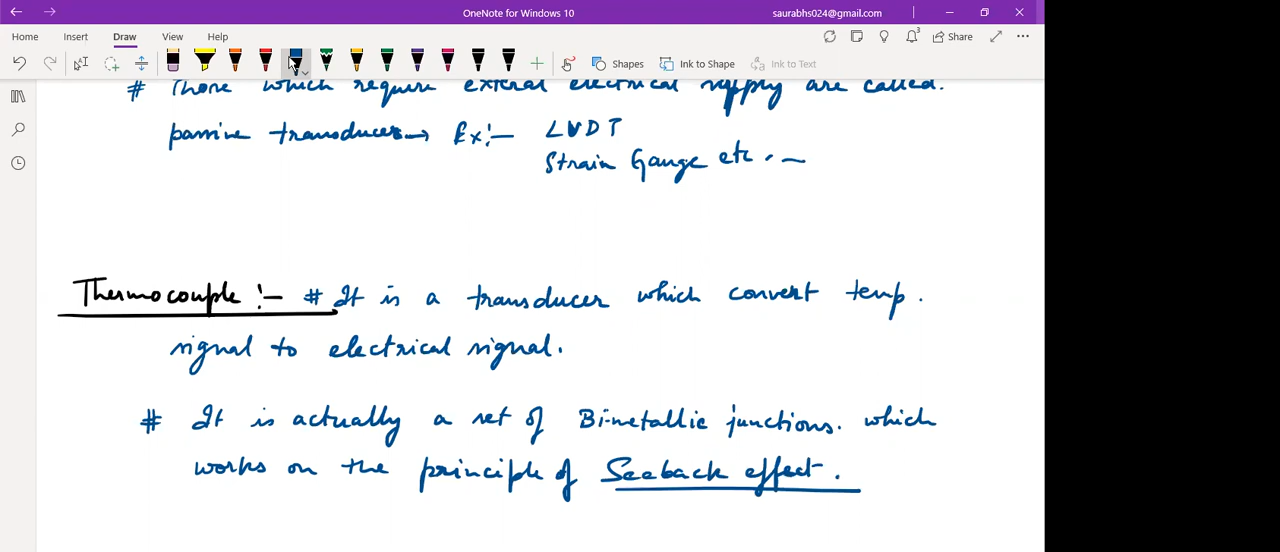 OneNote for Windows 10
saurabhs024@gmail.com
Home Insert Draw View Help
Share
Shapes Ink to Shape Ink to Text
# Those which require external electrical supply are called.
passive transducer → Ex:-
LVDT
Strain Gauge etc. —
Thermocouple :- # It is a transducer which convert temp.
signal to electrical signal.
# It is actually a set of Bi-metallic junctions. which
works on the principle of Seeback effect.